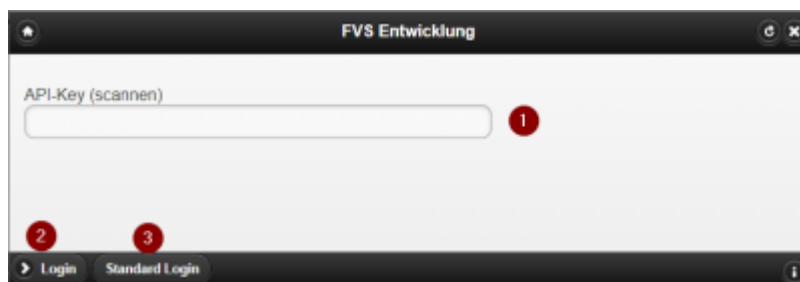 FVS Entwicklung
API-Key (scannen)
1
2
3
Login
Standard Login